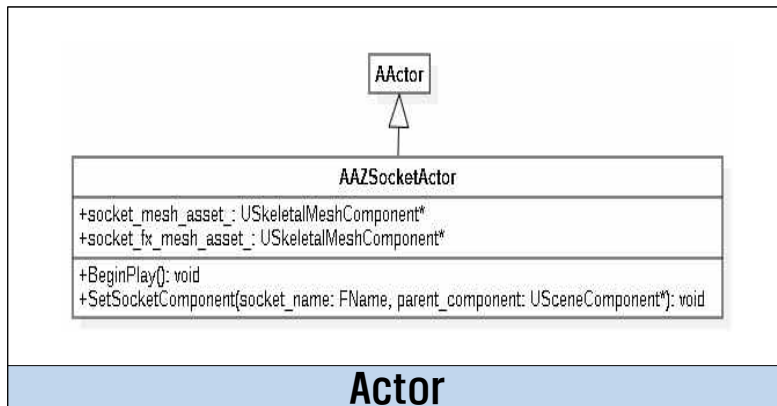 AActor
AAZSocketActor
+socket_mesh_asset_: USkeletalMeshComponent*
+socket_fx_mesh_asset_: USkeletalMeshComponent*
+BeginPlay(): void
+SetSocketComponent(socket_name: FName, parent_component: USceneComponent*): void
Actor